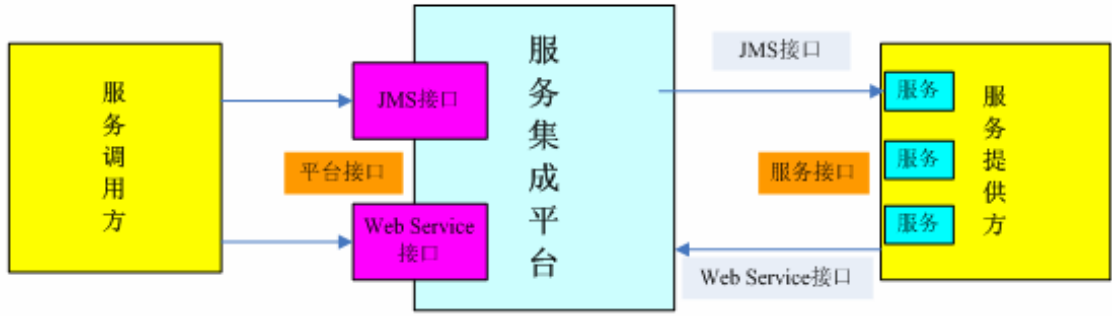 服务调用方
JMS接口
平台接口
Web Service
接口
服务集成平台
JMS接口
服务接口
Web Service接口
服务
服务
服务
服务提供方